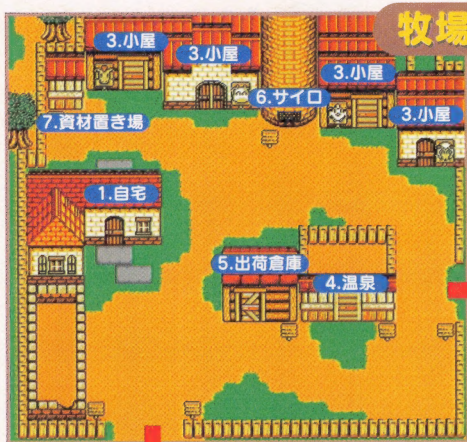 牧場
3.小屋
3.小屋
3.小屋
3.小屋
6.サイロ
7.資材置き場
1.自宅
5.出荷倉庫
4.温泉